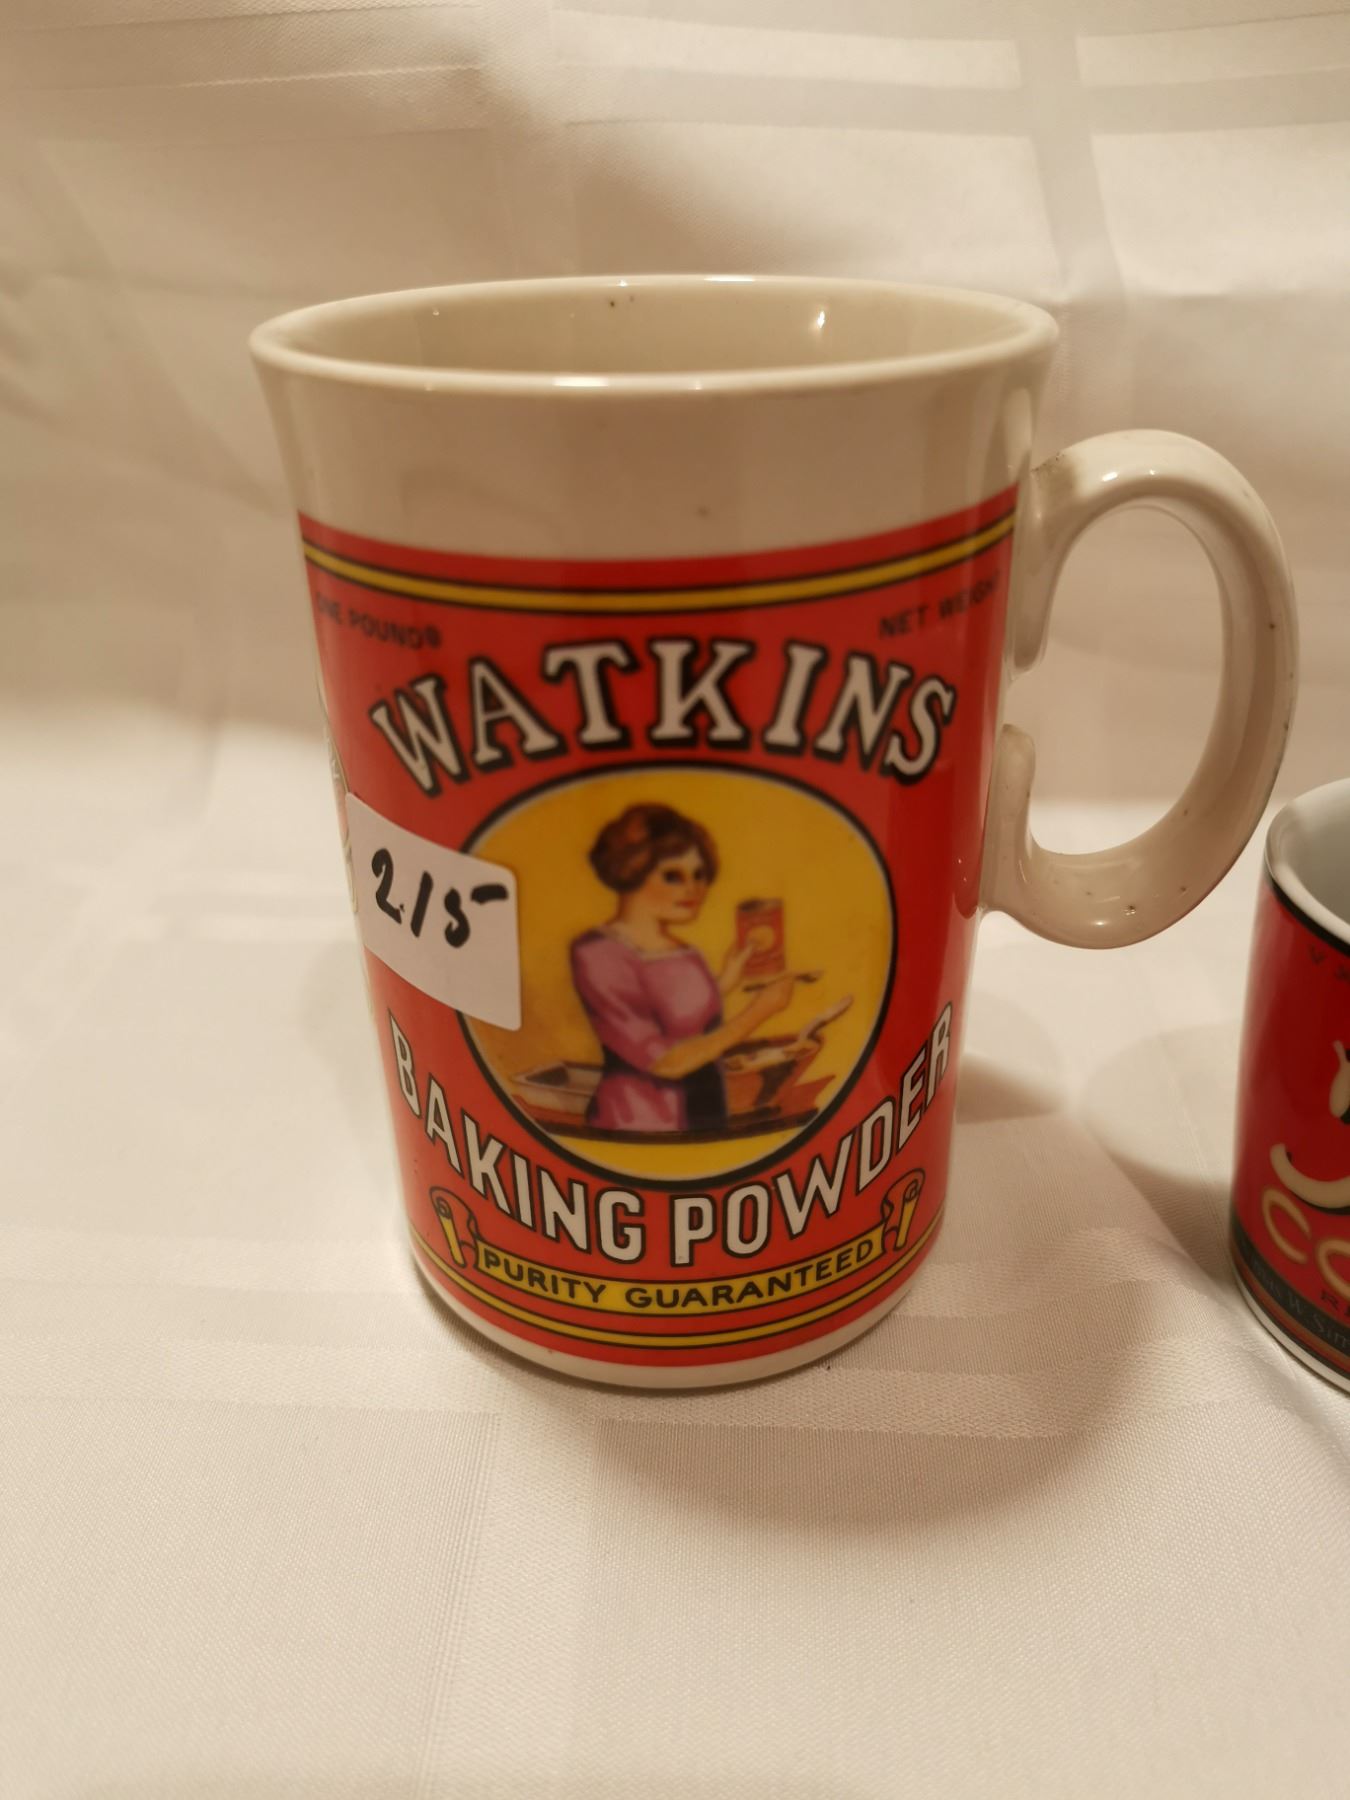 ONE POUND®
NET WEIGHT
WATKINS
2/5
BAKING POWDER
PURITY GUARANTEED